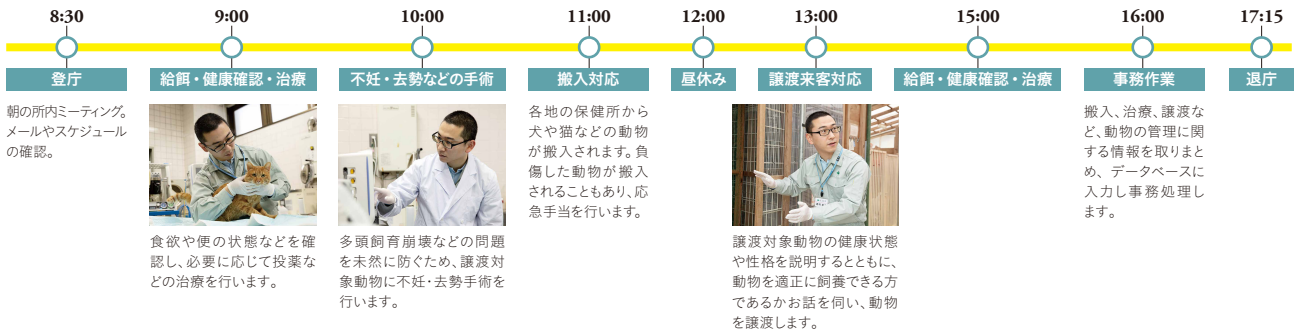 8:30
登庁
朝の所内ミーティング。
メールやスケジュール
の確認。
9:00
給餌・健康確認・治療
食欲や便の状態などを確
認し、必要に応じて投薬な
どの治療を行います。
10:00
不妊・去勢などの手術
多頭飼育崩壊などの問題
を未然に防ぐため、譲渡対
象動物に不妊・去勢手術を
行います。
11:00
搬入対応
各地の保健所から
犬や猫などの動物
が搬入されます。負
傷した動物が搬入
されることもあり、応
急手当を行います。
12:00
昼休み
13:00
譲渡来客対応
譲渡対象動物の健康状態
や性格を説明するとともに、
動物を適正に飼養できる方
であるかお話を伺い、動物
を譲渡します。
15:00
給餌・健康確認・治療
16:00
事務作業
搬入、治療、譲渡な
ど、動物の管理に関
する情報を取りまと
め、データベースに
入力し事務処理し
ます。
17:15
退庁